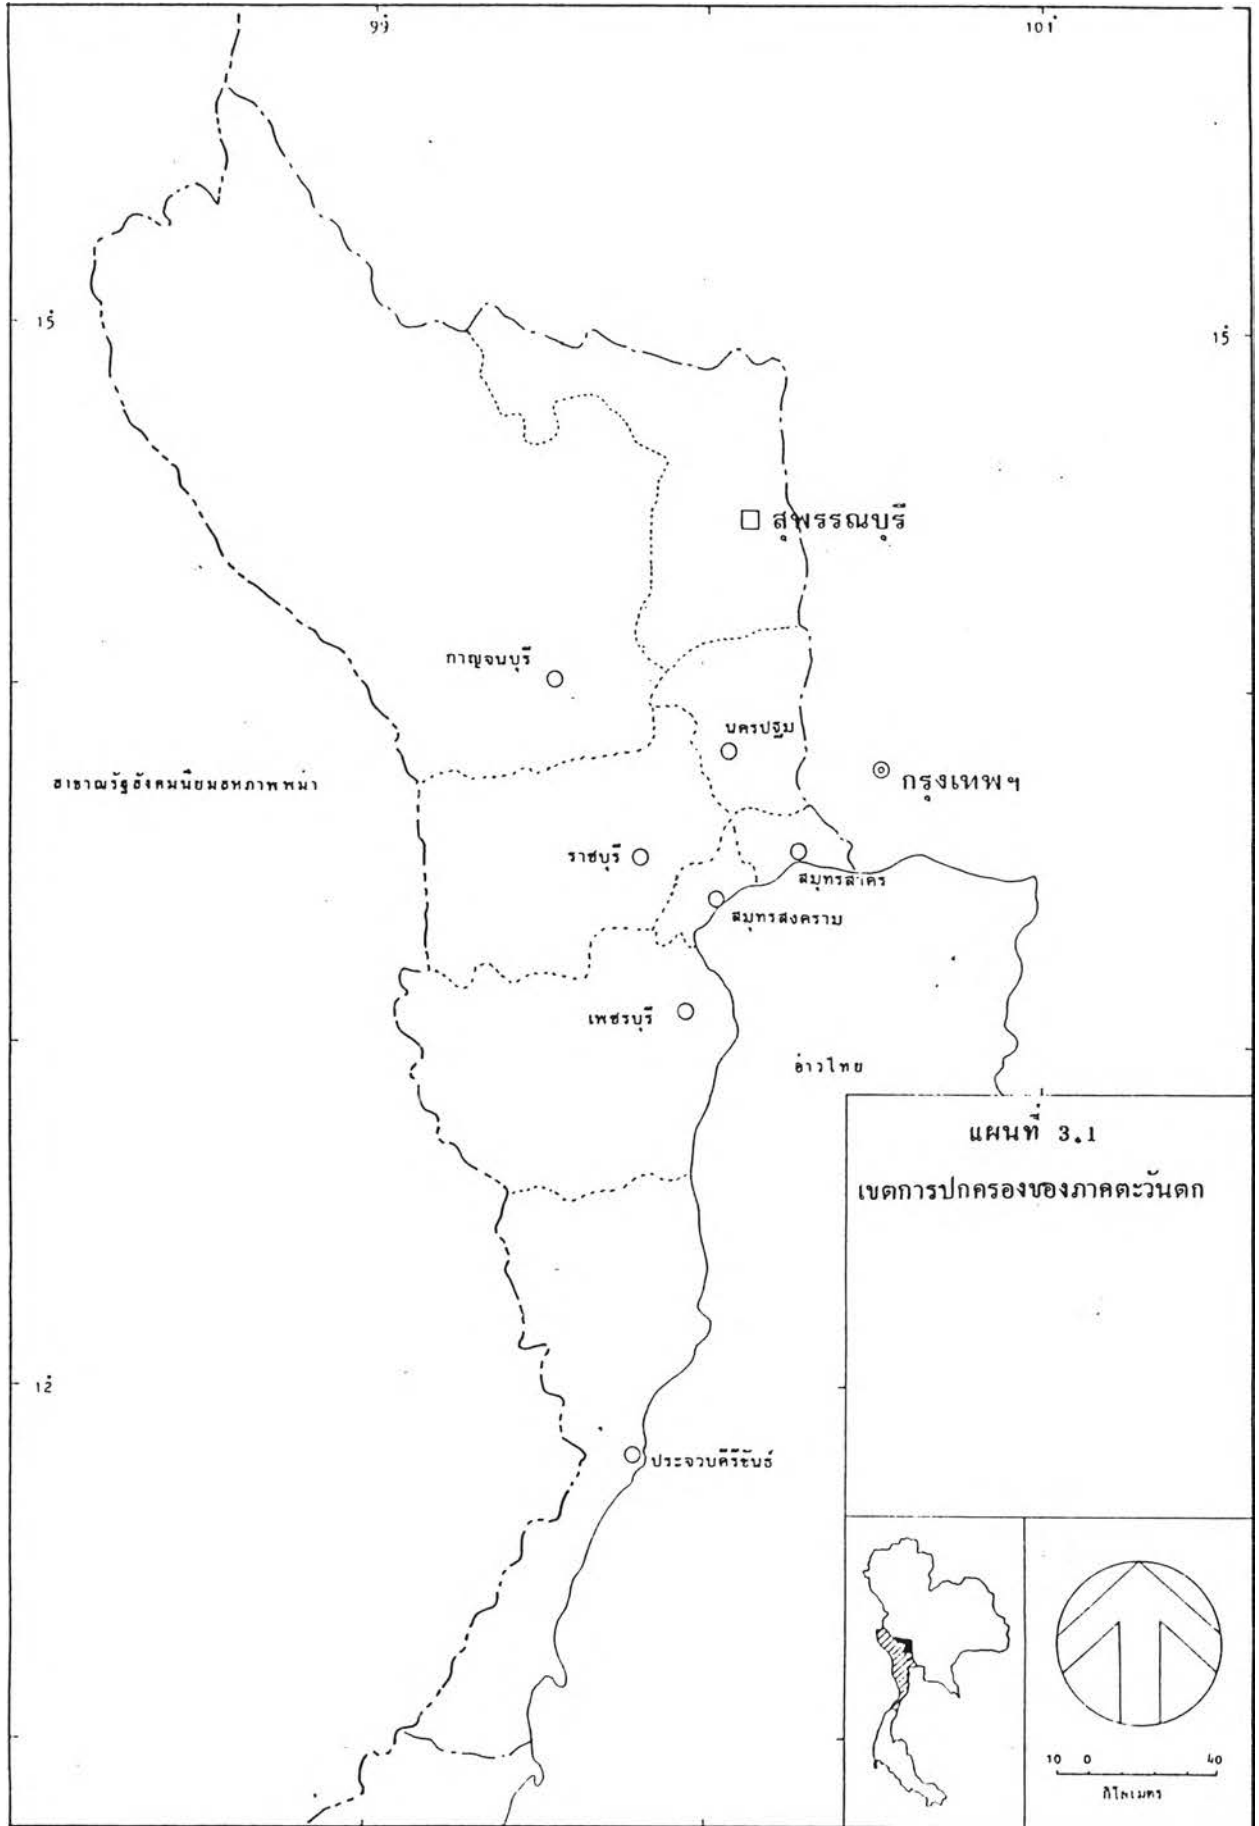 99°
101°
15°
15°
สุพรรณบุรี
กาญจนบุรี
นครปฐม
สาธารณรัฐสังคมนิยมสหภาพพม่า
กรุงเทพฯ
ราชบุรี
สมุทรสาคร
สมุทรสงคราม
เพชรบุรี
อ่าวไทย
แผนที่ 3.1
เขตการปกครองของภาคตะวันตก
12°
ประจวบคีรีขันธ์
10 0 40
กิโลเมตร